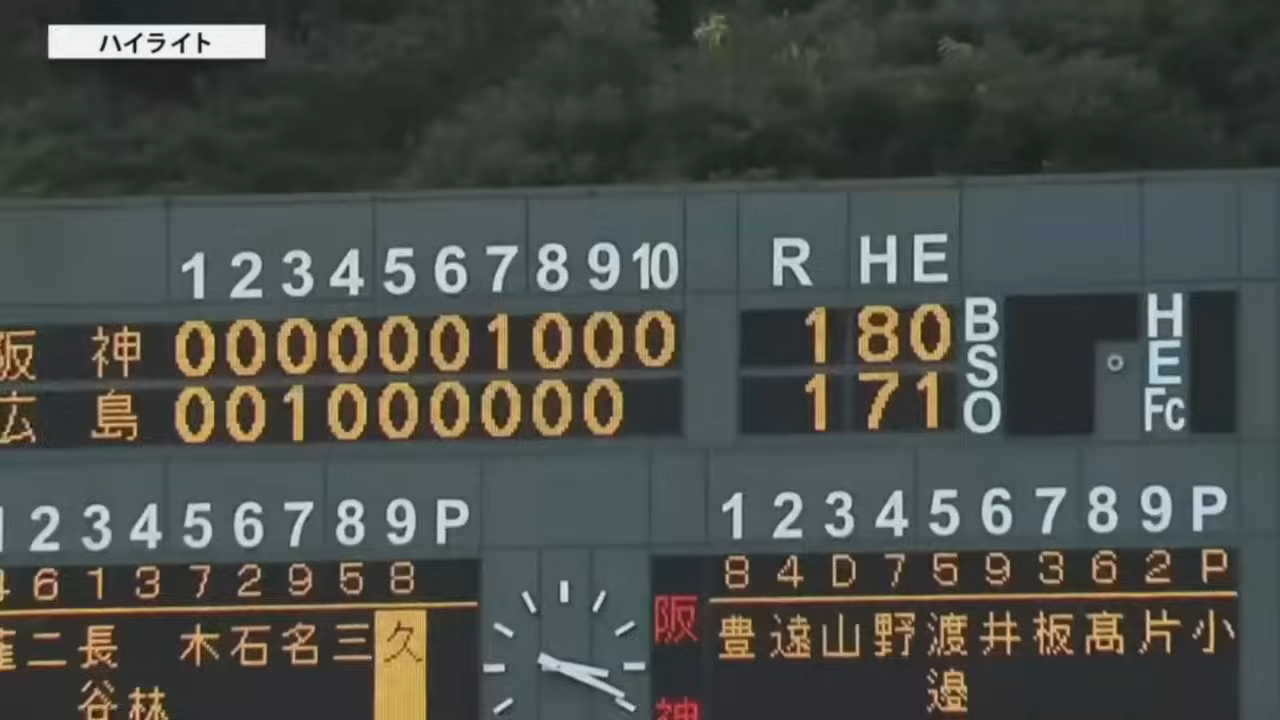 ハイライト
1 2 3 4 5 6 7 8 9 10 R H E
阪神 0 0 0 0 0 0 1 0 0 0 1 8 0
広島 0 0 1 0 0 0 0 0 0 1 7 1
B H
S E
O Fc
2 3 4 5 6 7 8 9 P 1 2 3 4 5 6 7 8 9 P
6 1 3 7 2 9 5 8 8 4 D 7 5 9 3 6 2 P
二 長谷 林 木 石 名 三 久 阪神 豊 遠 山 野 渡邉 井 板 髙 片 小